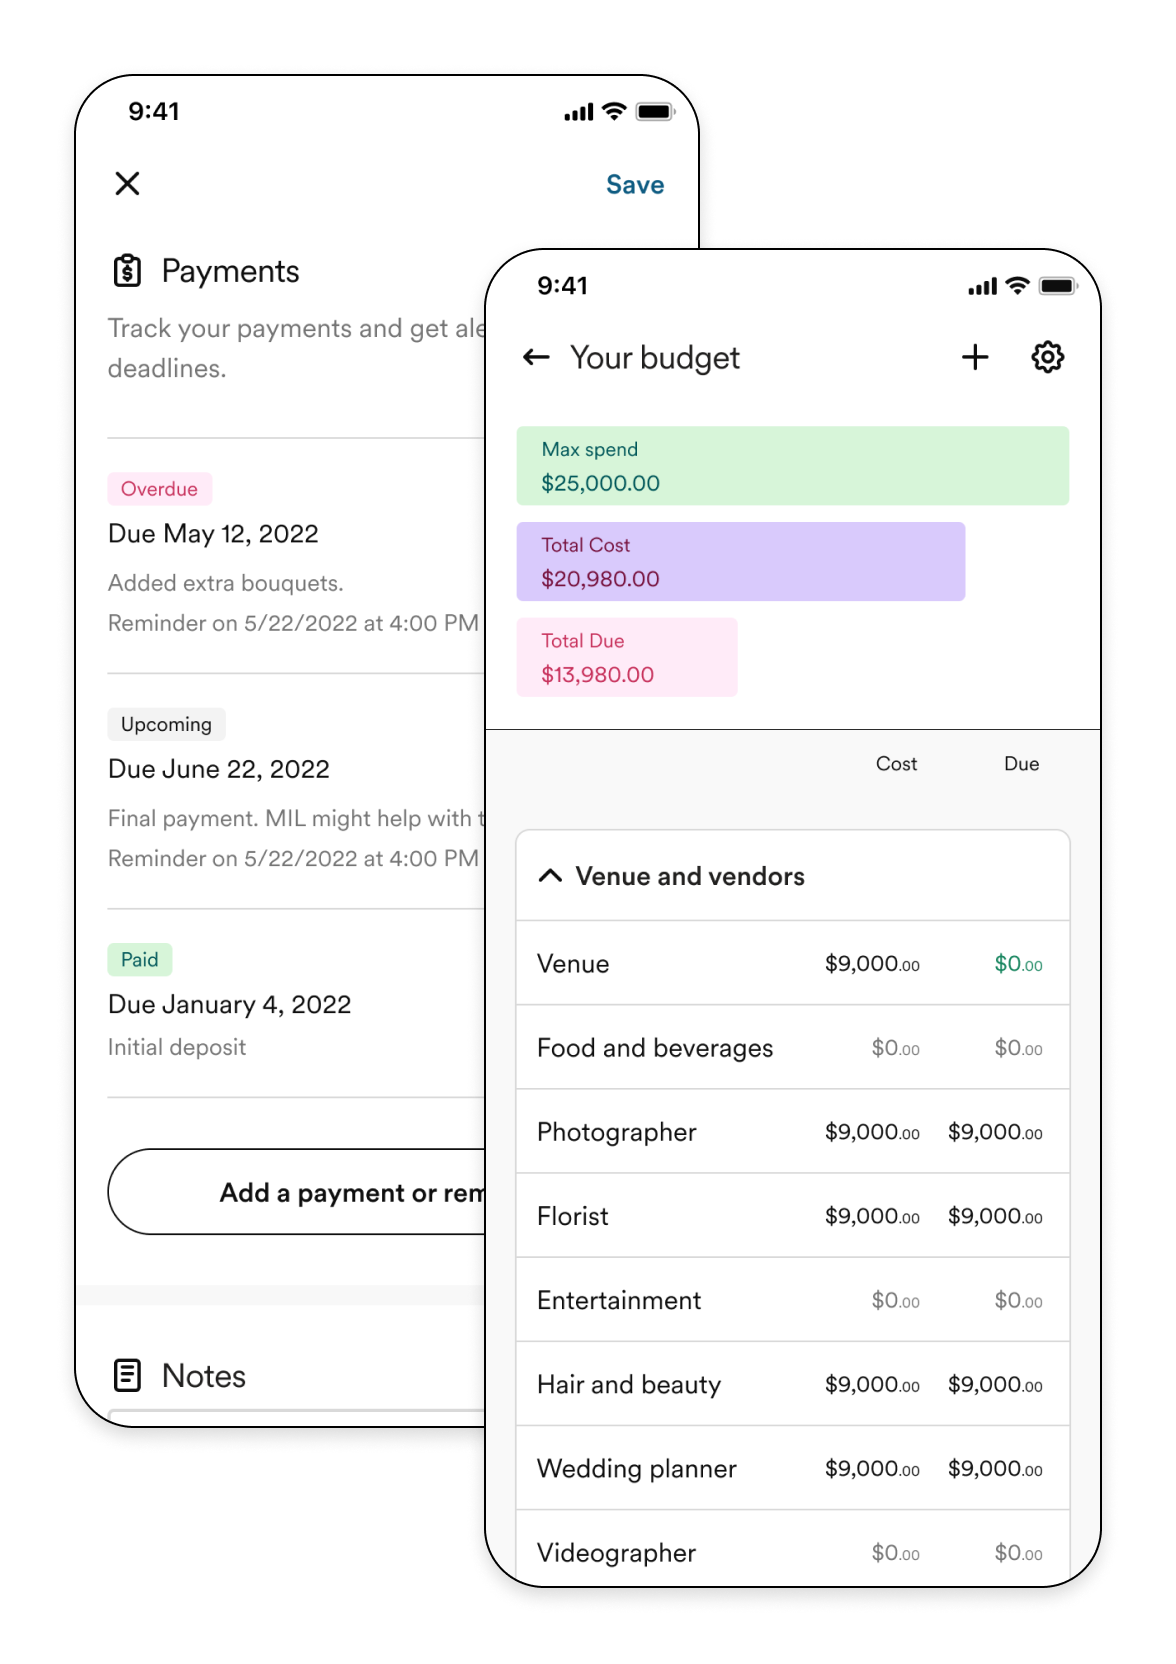 9:41
Save
Payments
Track your payments and get
deadlines.
Overdue
Due May 12, 2022
Added extra bouquets.
Reminder on 5/22/2022 at 4:00 PM
Upcoming
Due June 22, 2022
Final payment. MIL might help with
Reminder on 5/22/2022 at 4:00 PM
Paid
Due January 4, 2022
Initial deposit
Add a payment or
Notes
9:41
Your budget
Max spend
$25,000.00
Total Cost
$20,980.00
Total Due
$13,980.00
Cost Due
Venue and vendors
Venue $9,000.00 $0.00
Food and beverages $0.00 $0.00
Photographer $9,000.00 $9,000.00
Florist $9,000.00 $9,000.00
Entertainment $0.00 $0.00
Hair and beauty $9,000.00 $9,000.00
Wedding planner $9,000.00 $9,000.00
Videographer $0.00 $0.00